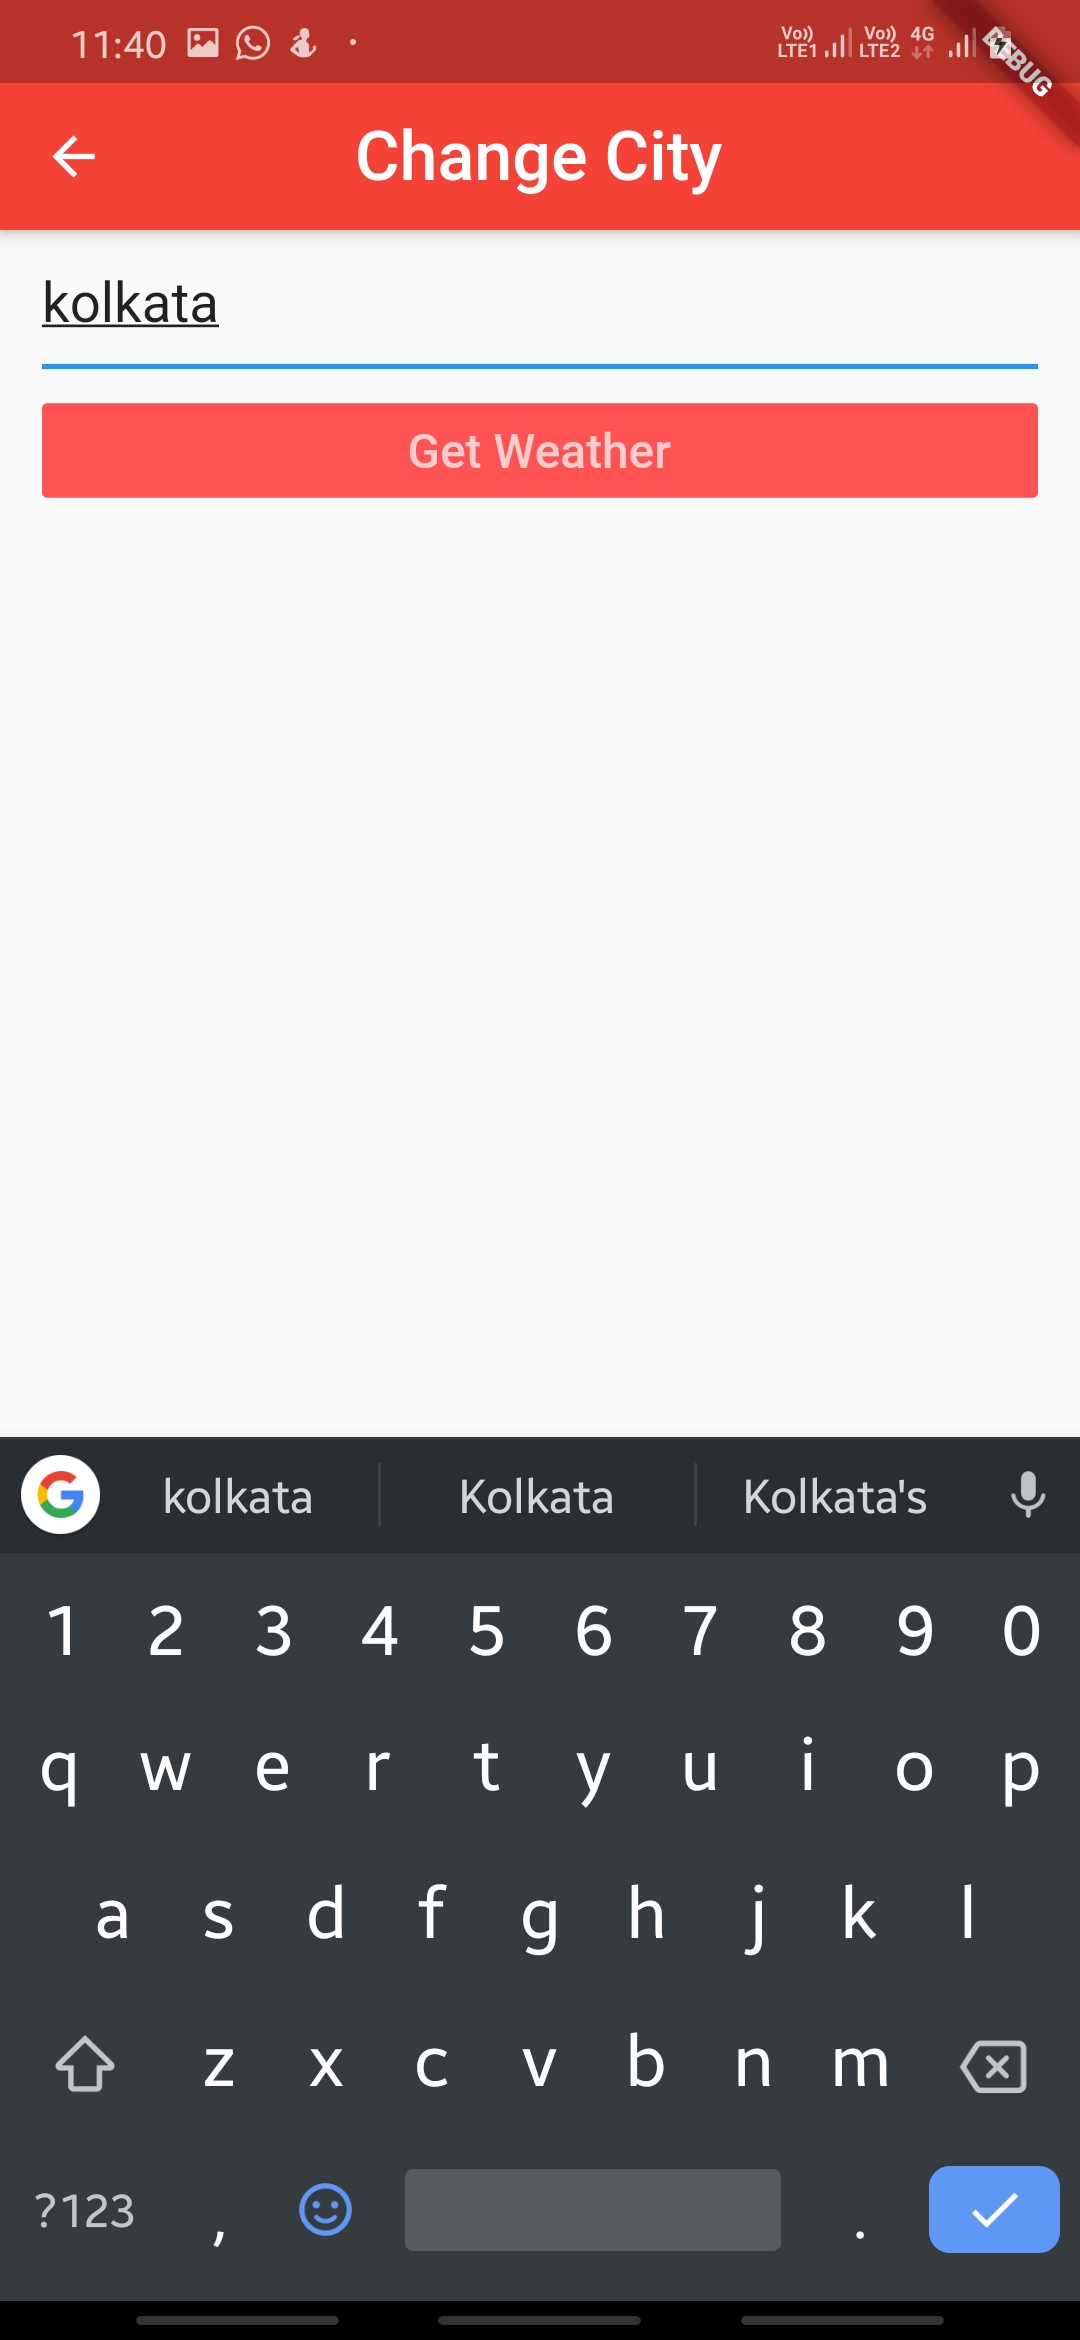 11:40 Vo)) LTE1 Vo)) LTE2 4G
DEBUG
Change City
kolkata
Get Weather
G kolkata Kolkata Kolkata's
1 2 3 4 5 6 7 8 9 0
q w e r t y u i o p
a s d f g h j k l
z x c v b n m
?123 , .